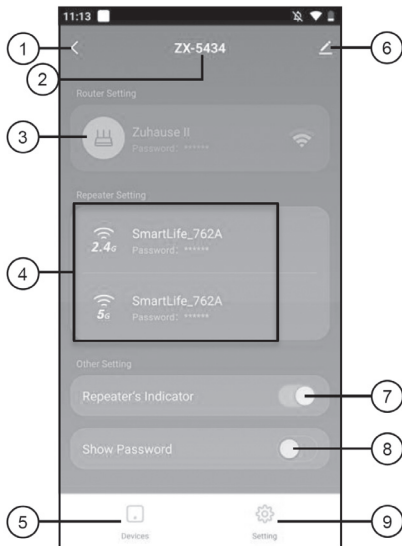 11:13
1
ZX-5434
6
2
Router Setting
3
Zuhause II
Password: ******
Repeater Setting
4
2.4G
SmartLife_762A
Password: ******
5G
SmartLife_762A
Password: ******
Other Setting
Repeater's Indicator
7
Show Password
8
5
Devices
Setting
9